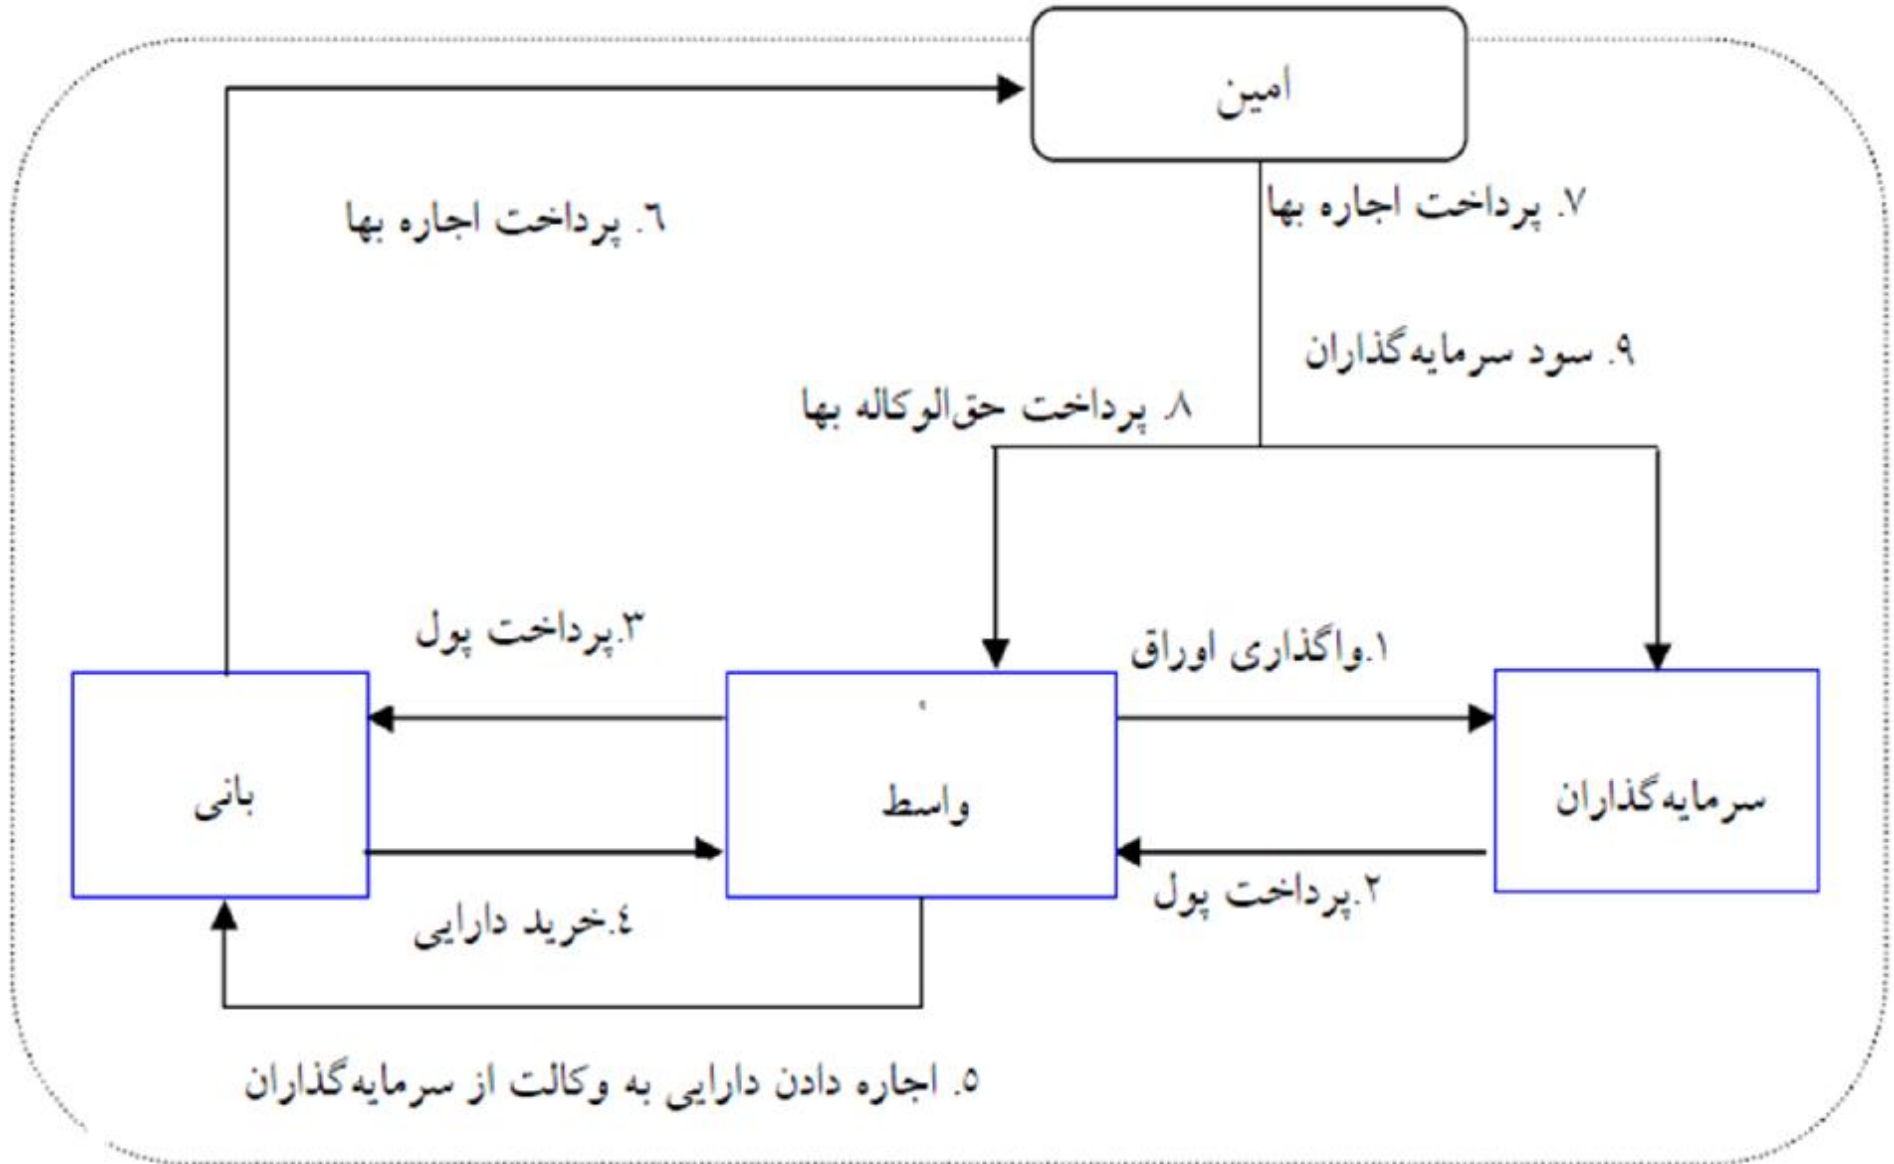 امین
۷. پرداخت اجاره بها
۶. پرداخت اجاره بها
۹. سود سرمایه‌گذاران
۸. پرداخت حق‌الوکاله بها
۳.پرداخت پول
۱.واگذاری اوراق
بانی
واسط
سرمایه‌گذاران
۲.پرداخت پول
٤.خرید دارایی
۵. اجاره دادن دارایی به وکالت از سرمایه‌گذاران